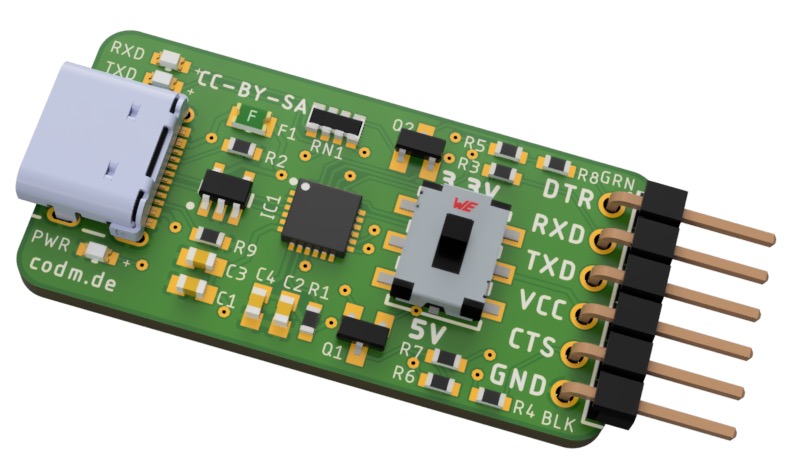 RXD
TXD
CC-BY-SA
F
F1
R2
RN1
IC1
R9
C3
C1
C4
C2
R1
Q1
PWR
codm.de
R5
R3
R8
GRN
3.3V
WE
5V
R7
R6
R4
BLK
DTR
RXD
TXD
VCC
CTS
GND